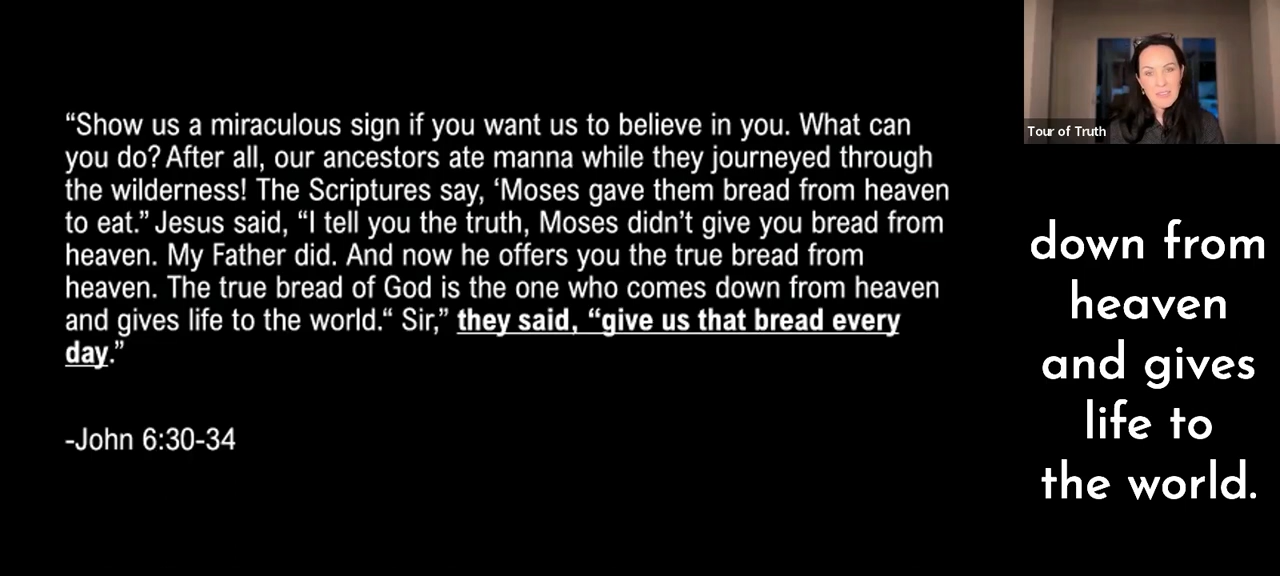 “Show us a miraculous sign if you want us to believe in you. What can
you do? After all, our ancestors ate manna while they journeyed through
the wilderness! The Scriptures say, ‘Moses gave them bread from heaven
to eat.” Jesus said, “I tell you the truth, Moses didn’t give you bread from
heaven. My Father did. And now he offers you the true bread from
heaven. The true bread of God is the one who comes down from heaven
and gives life to the world.“ Sir,” they said, “give us that bread every
day.”
-John 6:30-34
Tour of Truth
down from
heaven
and gives
life to
the world.